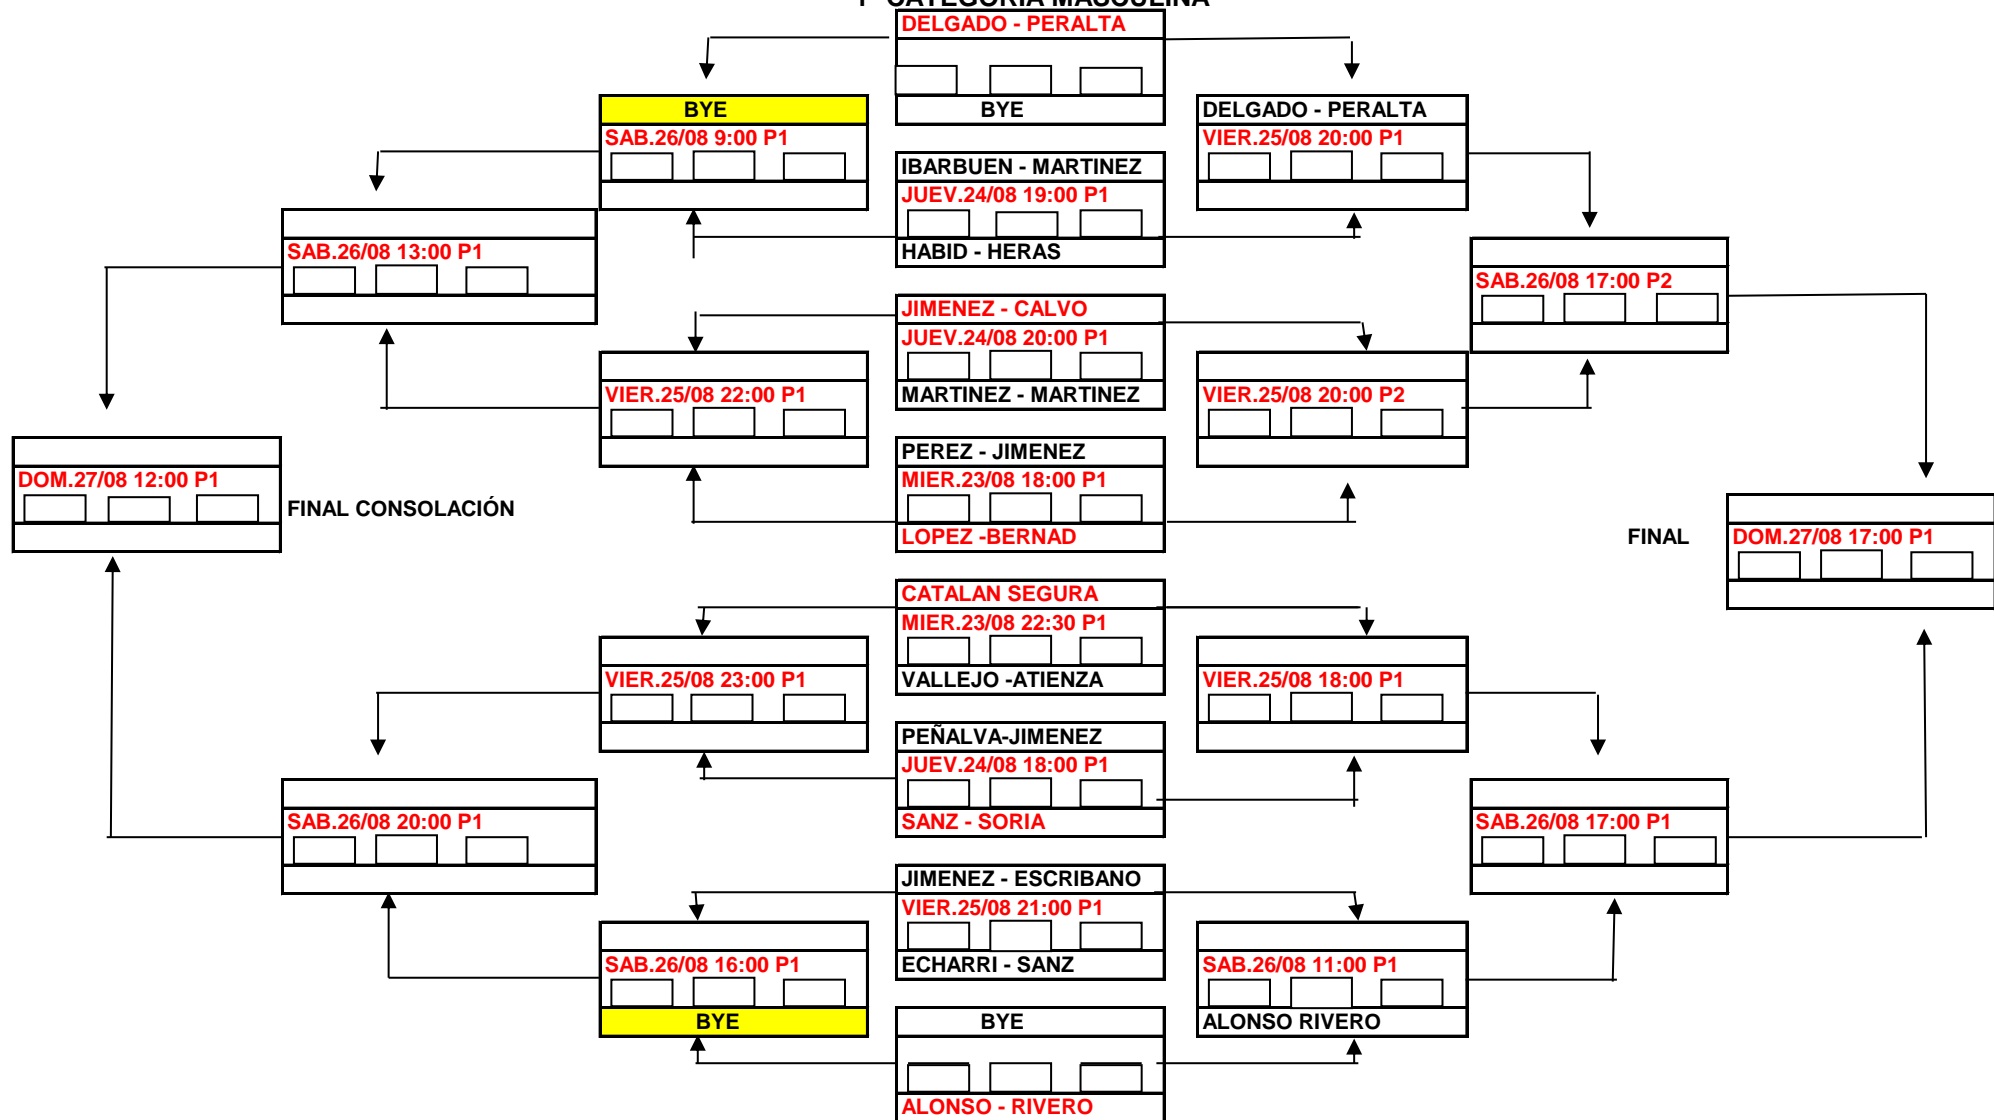 CATEGORIA MASCULINA
DELGADO - PERALTA
BYE
BYE
DELGADO - PERALTA
SAB.26/08 9:00 P1
VIER.25/08 20:00 P1
IBARBUEN - MARTINEZ
JUEV.24/08 19:00 P1
HABID - HERAS
SAB.26/08 13:00 P1
SAB.26/08 17:00 P2
JIMENEZ - CALVO
JUEV.24/08 20:00 P1
MARTINEZ - MARTINEZ
VIER.25/08 22:00 P1
VIER.25/08 20:00 P2
PEREZ - JIMENEZ
MIER.23/08 18:00 P1
LOPEZ -BERNAD
DOM.27/08 12:00 P1
FINAL CONSOLACIÓN
FINAL
DOM.27/08 17:00 P1
CATALAN SEGURA
MIER.23/08 22:30 P1
VALLEJO -ATIENZA
VIER.25/08 23:00 P1
VIER.25/08 18:00 P1
PEÑALVA-JIMENEZ
JUEV.24/08 18:00 P1
SANZ - SORIA
SAB.26/08 20:00 P1
SAB.26/08 17:00 P1
JIMENEZ - ESCRIBANO
VIER.25/08 21:00 P1
ECHARRI - SANZ
SAB.26/08 16:00 P1
SAB.26/08 11:00 P1
BYE
BYE
ALONSO RIVERO
ALONSO - RIVERO